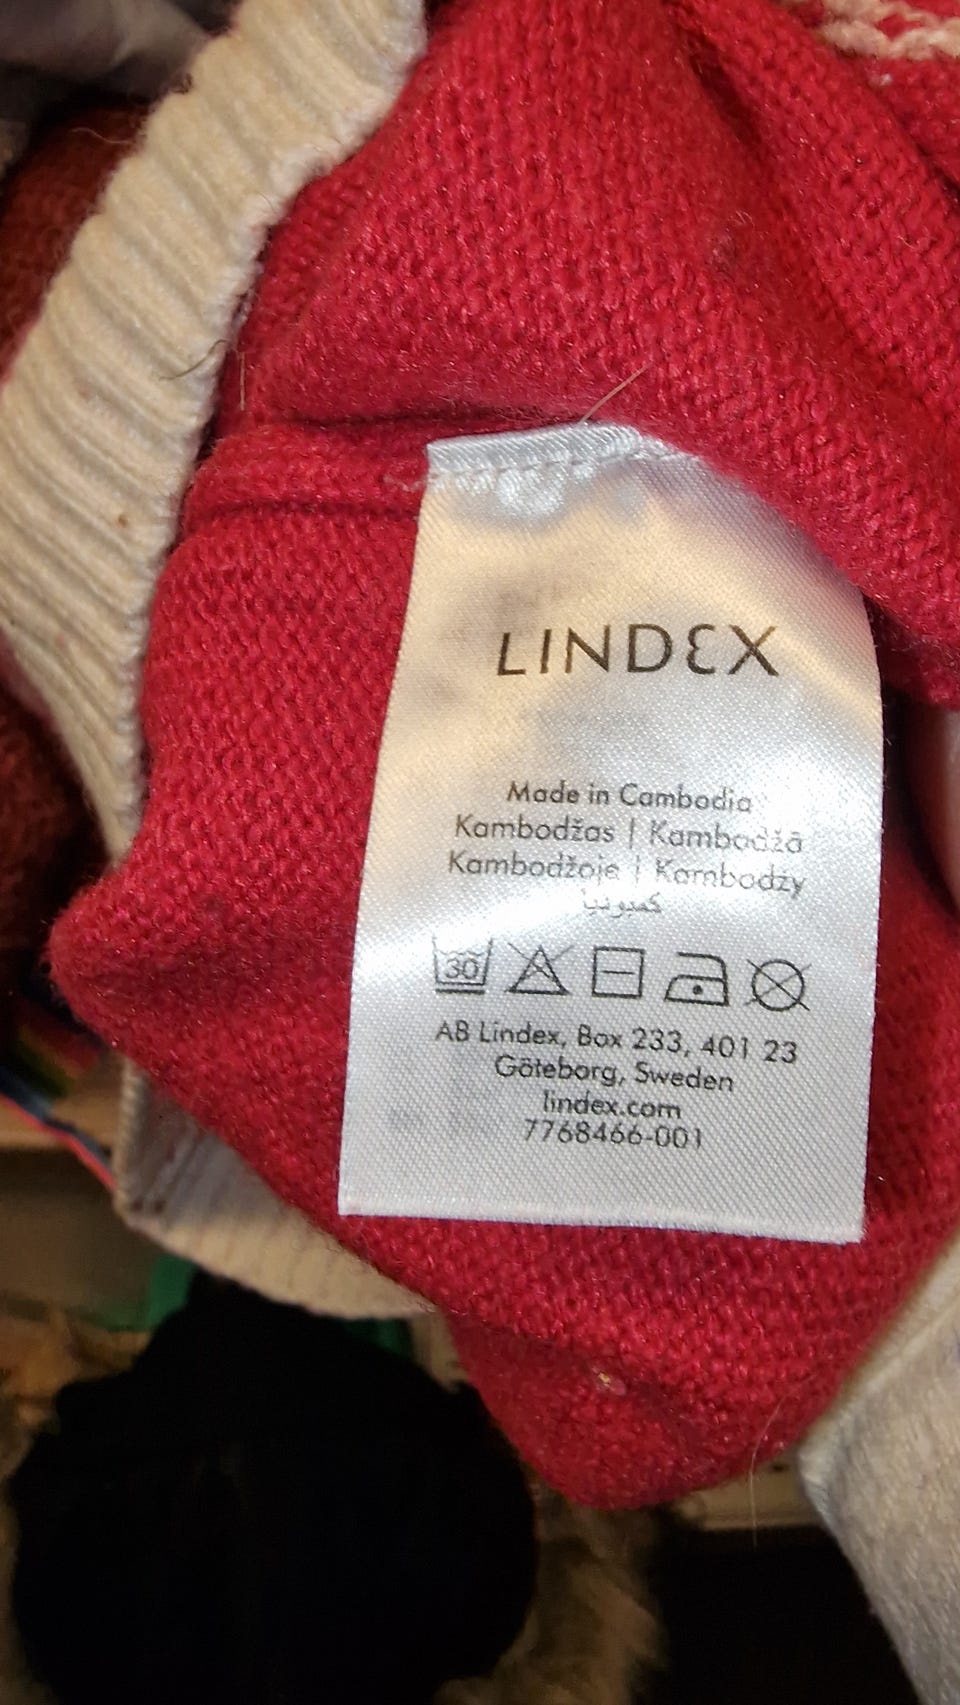 LINDEX
Made in Cambodia
Kambodžas | Kambodžā
Kambodžoje | Kambodży
كمبوديا
30
AB Lindex, Box 233, 401 23
Göteborg, Sweden
lindex.com
7768466-001